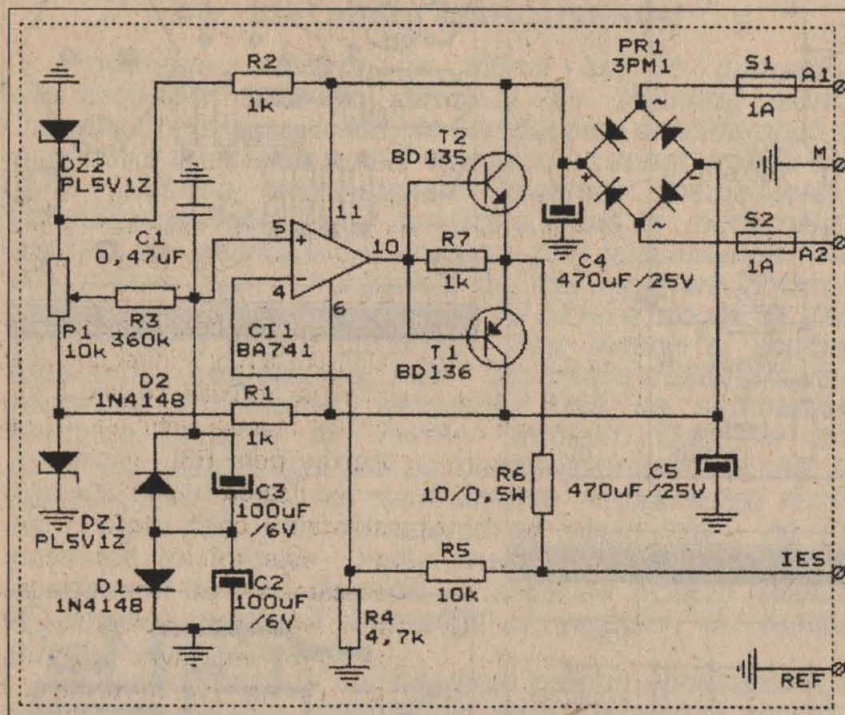 PR1
3PM1
S1
A1
1A
R2
1k
T2
BD135
M
DZ2
PL5V1Z
+
~
-
~
S2
A2
1A
C1
0,47uF
11
5
+
10
R7
1k
C4
470uF/25V
4
-
6
P1
10k
R3
360k
CI1
BA741
T1
BD136
D2
1N4148
R1
1k
R6
10/0,5W
C5
470uF/25V
DZ1
PL5V1Z
C3
100uF
/6V
R5
10k
IES
D1
1N4148
C2
100uF
/6V
R4
4,7k
REF